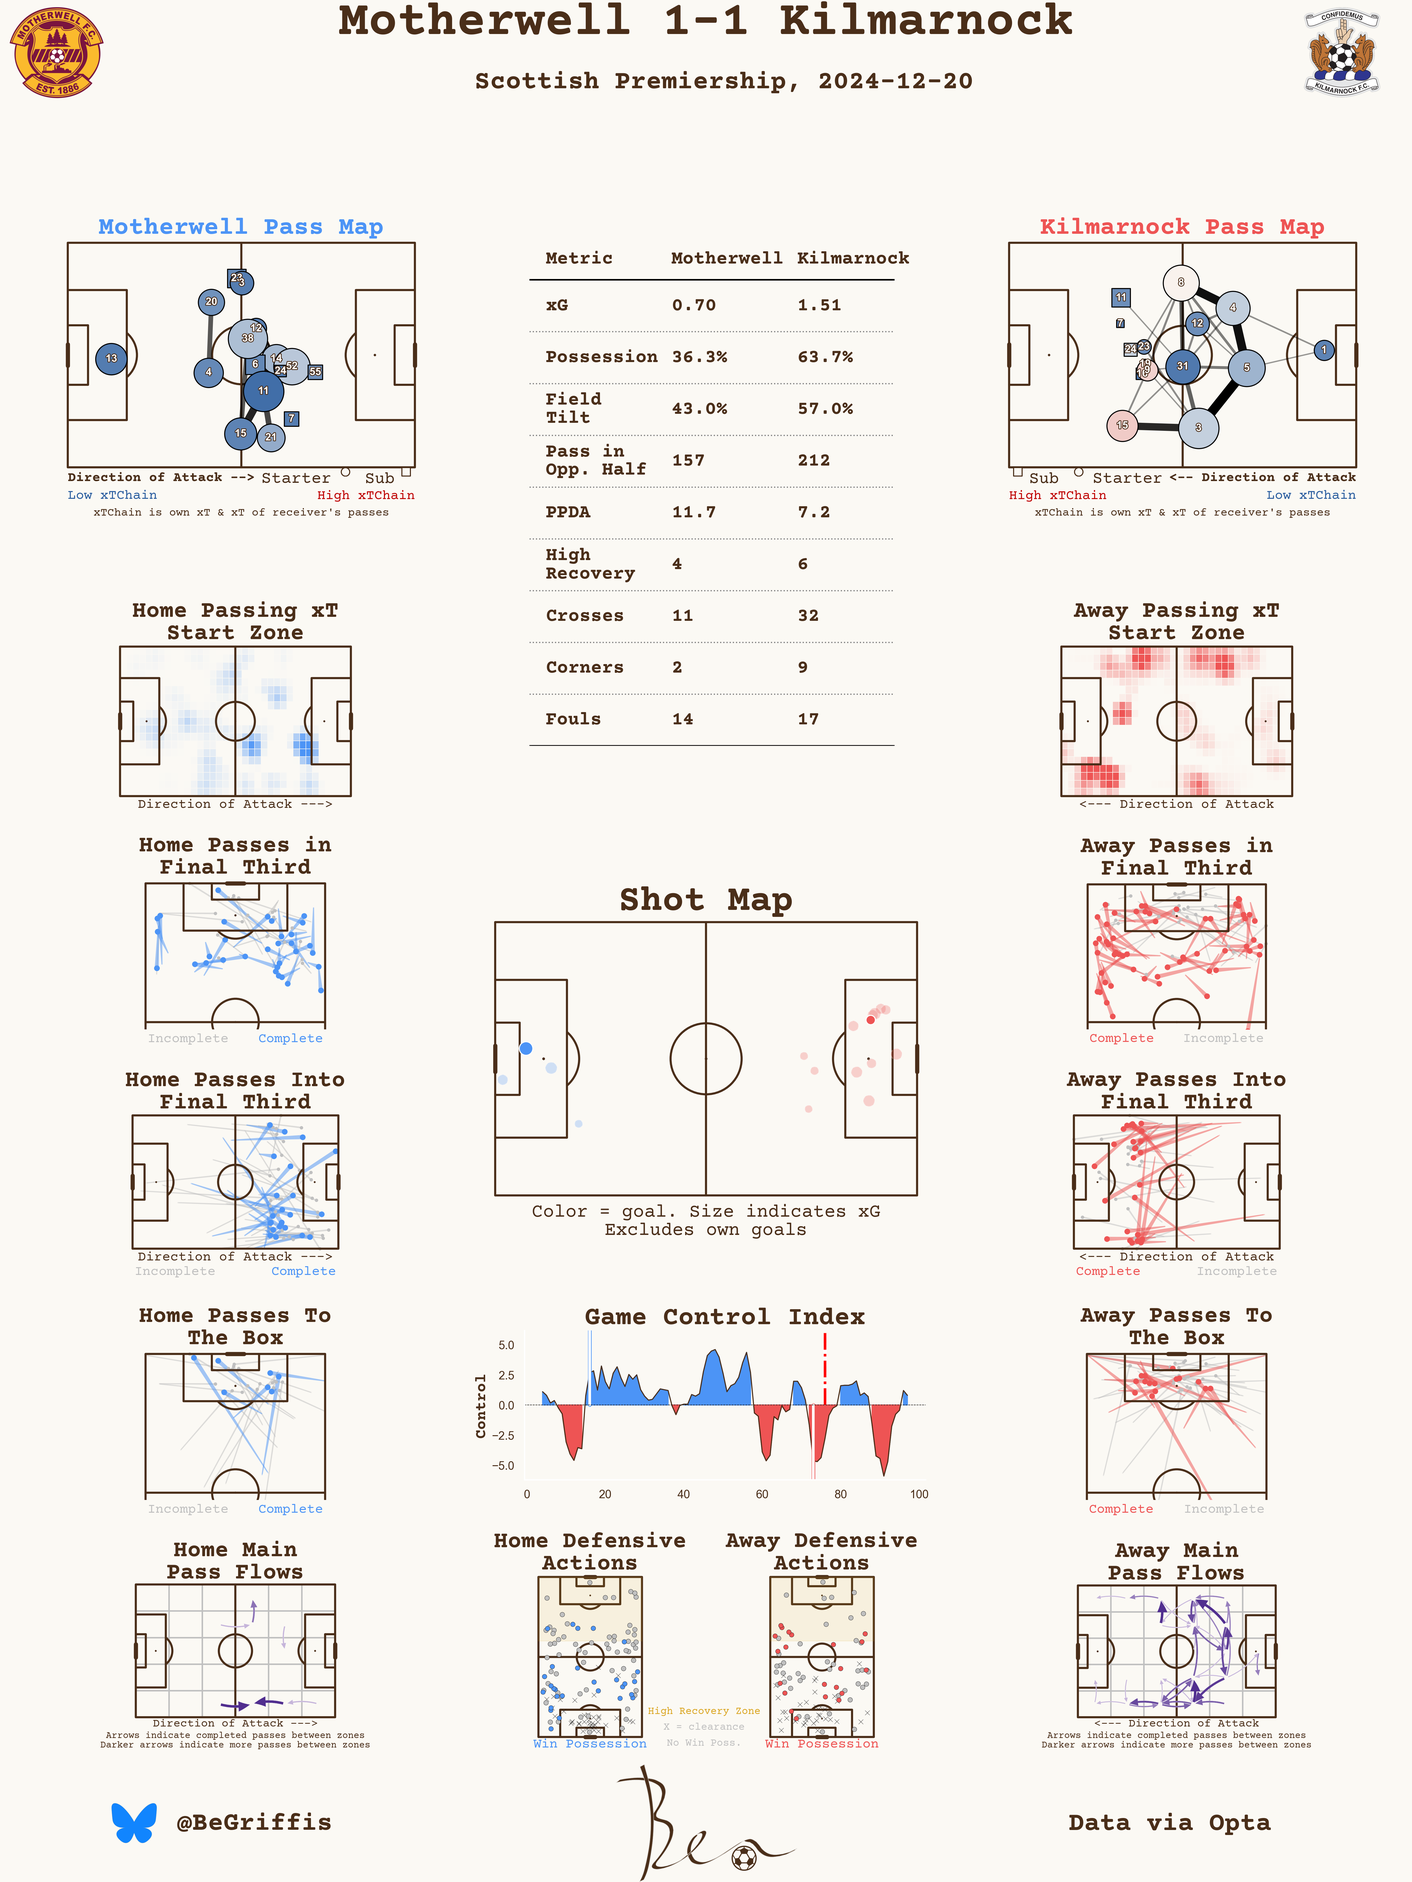 Motherwell 1-1 Kilmarnock
Scottish Premiership, 2024-12-20
MOTHERWELL F.C.
EST. 1886
CONFIDEMUS
KILMARNOCK F.C.
Motherwell Pass Map
13
20
4
3
12
38
14
52
6
24
55
11
7
15
21
Direction of Attack --> Starter Sub
Low xTChain High xTChain
xTChain is own xT & xT of receiver's passes
Metric Motherwell Kilmarnock
xG 0.70 1.51
Possession 36.3% 63.7%
Field
Tilt 43.0% 57.0%
Pass in
Opp. Half 157 212
PPDA 11.7 7.2
High
Recovery 4 6
Crosses 11 32
Corners 2 9
Fouls 14 17
Kilmarnock Pass Map
8
11
4
7
12
24
23
1
31
5
9
15
3
Sub Starter <-- Direction of Attack
High xTChain Low xTChain
xTChain is own xT & xT of receiver's passes
Home Passing xT
Start Zone
Direction of Attack --->
Away Passing xT
Start Zone
<--- Direction of Attack
Home Passes in
Final Third
Incomplete Complete
Shot Map
Color = goal. Size indicates xG
Excludes own goals
Away Passes in
Final Third
Complete Incomplete
Home Passes Into
Final Third
Direction of Attack --->
Incomplete Complete
Away Passes Into
Final Third
<--- Direction of Attack
Complete Incomplete
Home Passes To
The Box
Incomplete Complete
Game Control Index
Control
5.0
2.5
0.0
−2.5
−5.0
0 20 40 60 80 100
Away Passes To
The Box
Complete Incomplete
Home Main
Pass Flows
Direction of Attack --->
Arrows indicate completed passes between zones
Darker arrows indicate more passes between zones
Home Defensive
Actions
Win Possession
High Recovery Zone
X = clearance
No Win Poss.
Away Defensive
Actions
Win Possession
Away Main
Pass Flows
<--- Direction of Attack
Arrows indicate completed passes between zones
Darker arrows indicate more passes between zones
@BeGriffis
Ben
Data via Opta